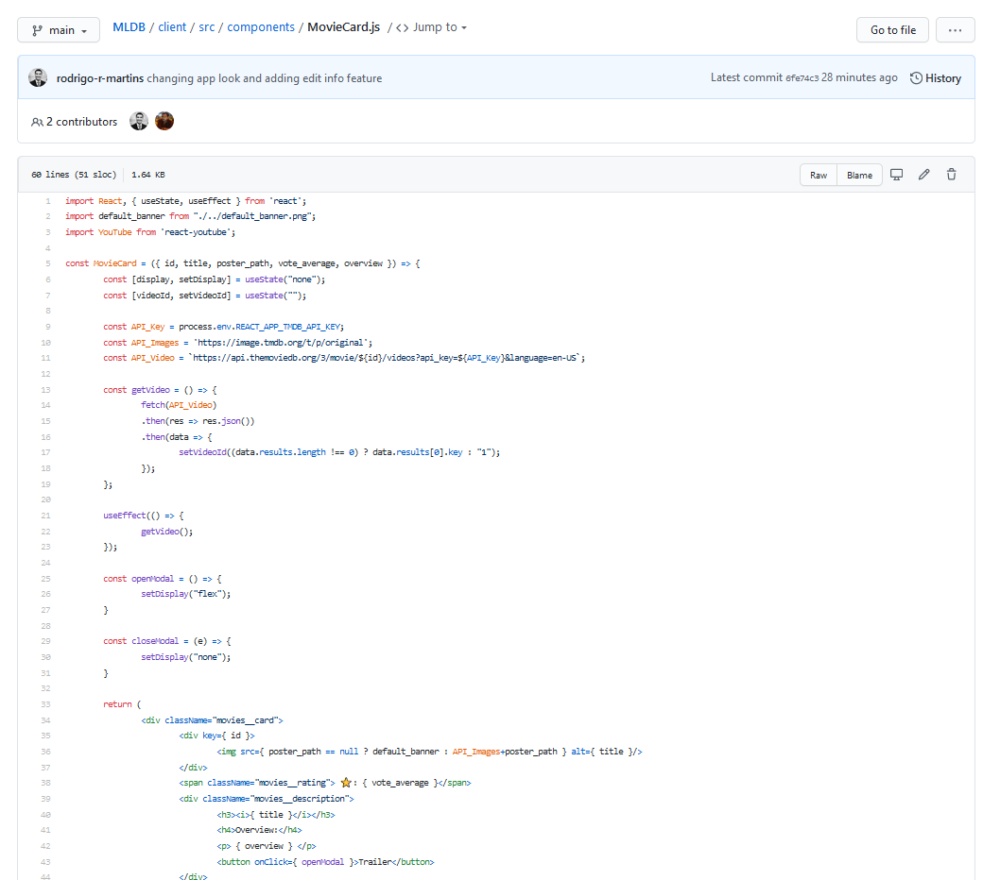 main
MLDB / client / src / components / MovieCard.js / <> Jump to
Go to file
...
rodrigo-r-martins changing app look and adding edit info feature
Latest commit 6fe74c3 28 minutes ago
History
2 contributors
60 lines (51 sloc) 1.64 KB
Raw
Blame
1 import React, { useState, useEffect } from 'react';
2 import default_banner from "./../default_banner.png";
3 import YouTube from 'react-youtube';
4
5 const MovieCard = ({ id, title, poster_path, vote_average, overview }) => {
6 const [display, setDisplay] = useState("none");
7 const [videoId, setVideoId] = useState("");
8
9 const API_Key = process.env.REACT_APP_TMDB_API_KEY;
10 const API_Images = 'https://image.tmdb.org/t/p/original';
11 const API_Video = `https://api.themoviedb.org/3/movie/${id}/videos?api_key=${API_Key}&language=en-US`;
12
13 const getVideo = () => {
14 fetch(API_Video)
15 .then(res => res.json())
16 .then(data => {
17 setVideoId((data.results.length !== 0) ? data.results[0].key : "1");
18 });
19 };
20
21 useEffect(() => {
22 getVideo();
23 });
24
25 const openModal = () => {
26 setDisplay("flex");
27 }
28
29 const closeModal = (e) => {
30 setDisplay("none");
31 }
32
33 return (
34 <div className="movies__card">
35 <div key={ id }>
36 <img src={ poster_path == null ? default_banner : API_Images+poster_path } alt={ title }/>
37 </div>
38 <span className="movies__rating"> ⭐: { vote_average }</span>
39 <div className="movies__description">
40 <h3><i>{ title }</i></h3>
41 <h4>Overview:</h4>
42 <p> { overview } </p>
43 <button onClick={ openModal }>Trailer</button>
44 </div>